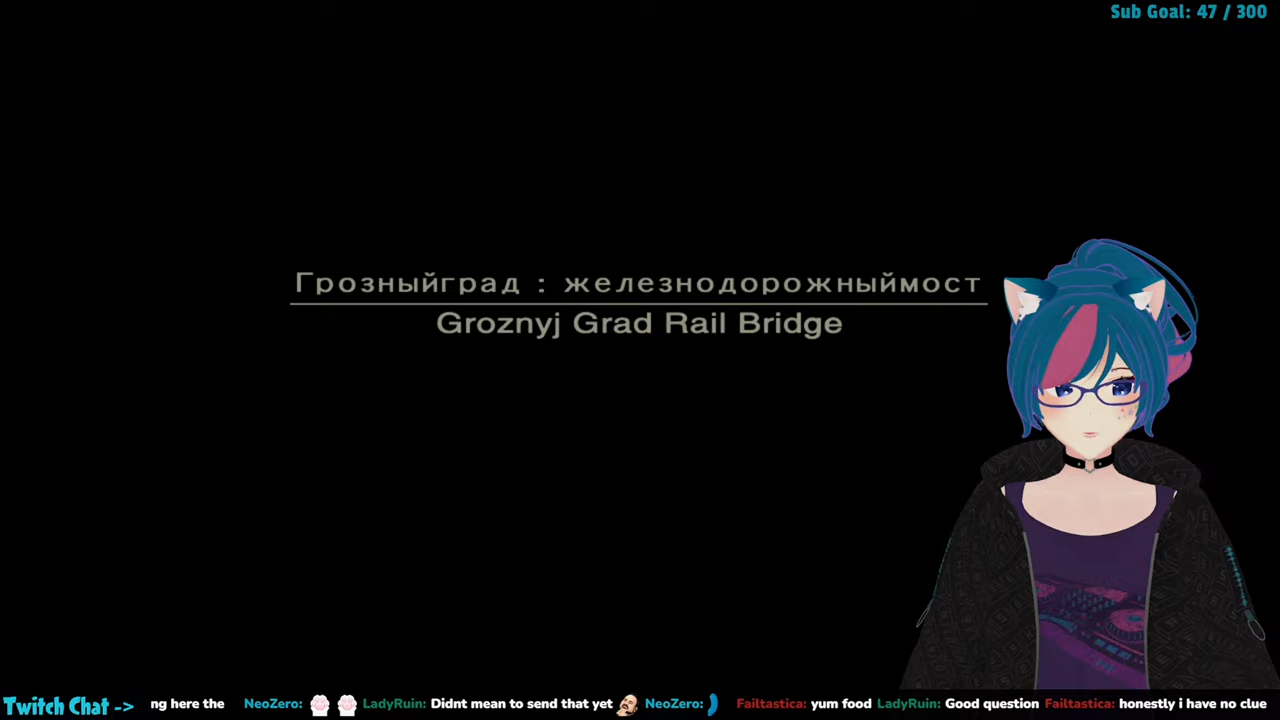 Sub Goal: 47 / 300
Грозныйград : железнодорожныймост
Groznyj Grad Rail Bridge
Twitch Chat -> ng here the NeoZero: LadyRuin: Didnt mean to send that yet NeoZero: Failtastica: yum food LadyRuin: Good question Failtastica: honestly i have no clue